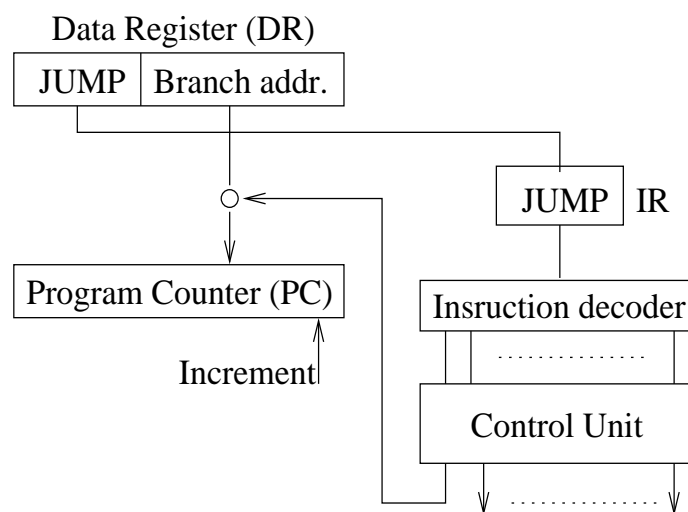 Data Register (DR)
JUMP Branch addr.
JUMP IR
Program Counter (PC)
Insruction decoder
Increment
Control Unit